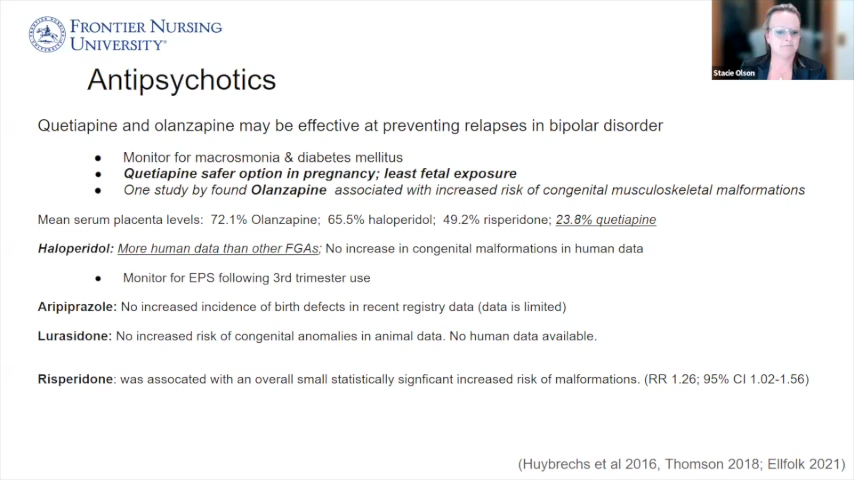 FRONTIER NURSING
UNIVERSITY®
Stacie Olson
Antipsychotics
Quetiapine and olanzapine may be effective at preventing relapses in bipolar disorder
● Monitor for macrosmonia & diabetes mellitus
● Quetiapine safer option in pregnancy; least fetal exposure
● One study by found Olanzapine associated with increased risk of congenital musculoskeletal malformations
Mean serum placenta levels: 72.1% Olanzapine; 65.5% haloperidol; 49.2% risperidone; 23.8% quetiapine
Haloperidol: More human data than other FGAs; No increase in congenital malformations in human data
● Monitor for EPS following 3rd trimester use
Aripiprazole: No increased incidence of birth defects in recent registry data (data is limited)
Lurasidone: No increased risk of congenital anomalies in animal data. No human data available.
Risperidone: was assocated with an overall small statistically signficant increased risk of malformations. (RR 1.26; 95% CI 1.02-1.56)
(Huybrechs et al 2016, Thomson 2018; Ellfolk 2021)